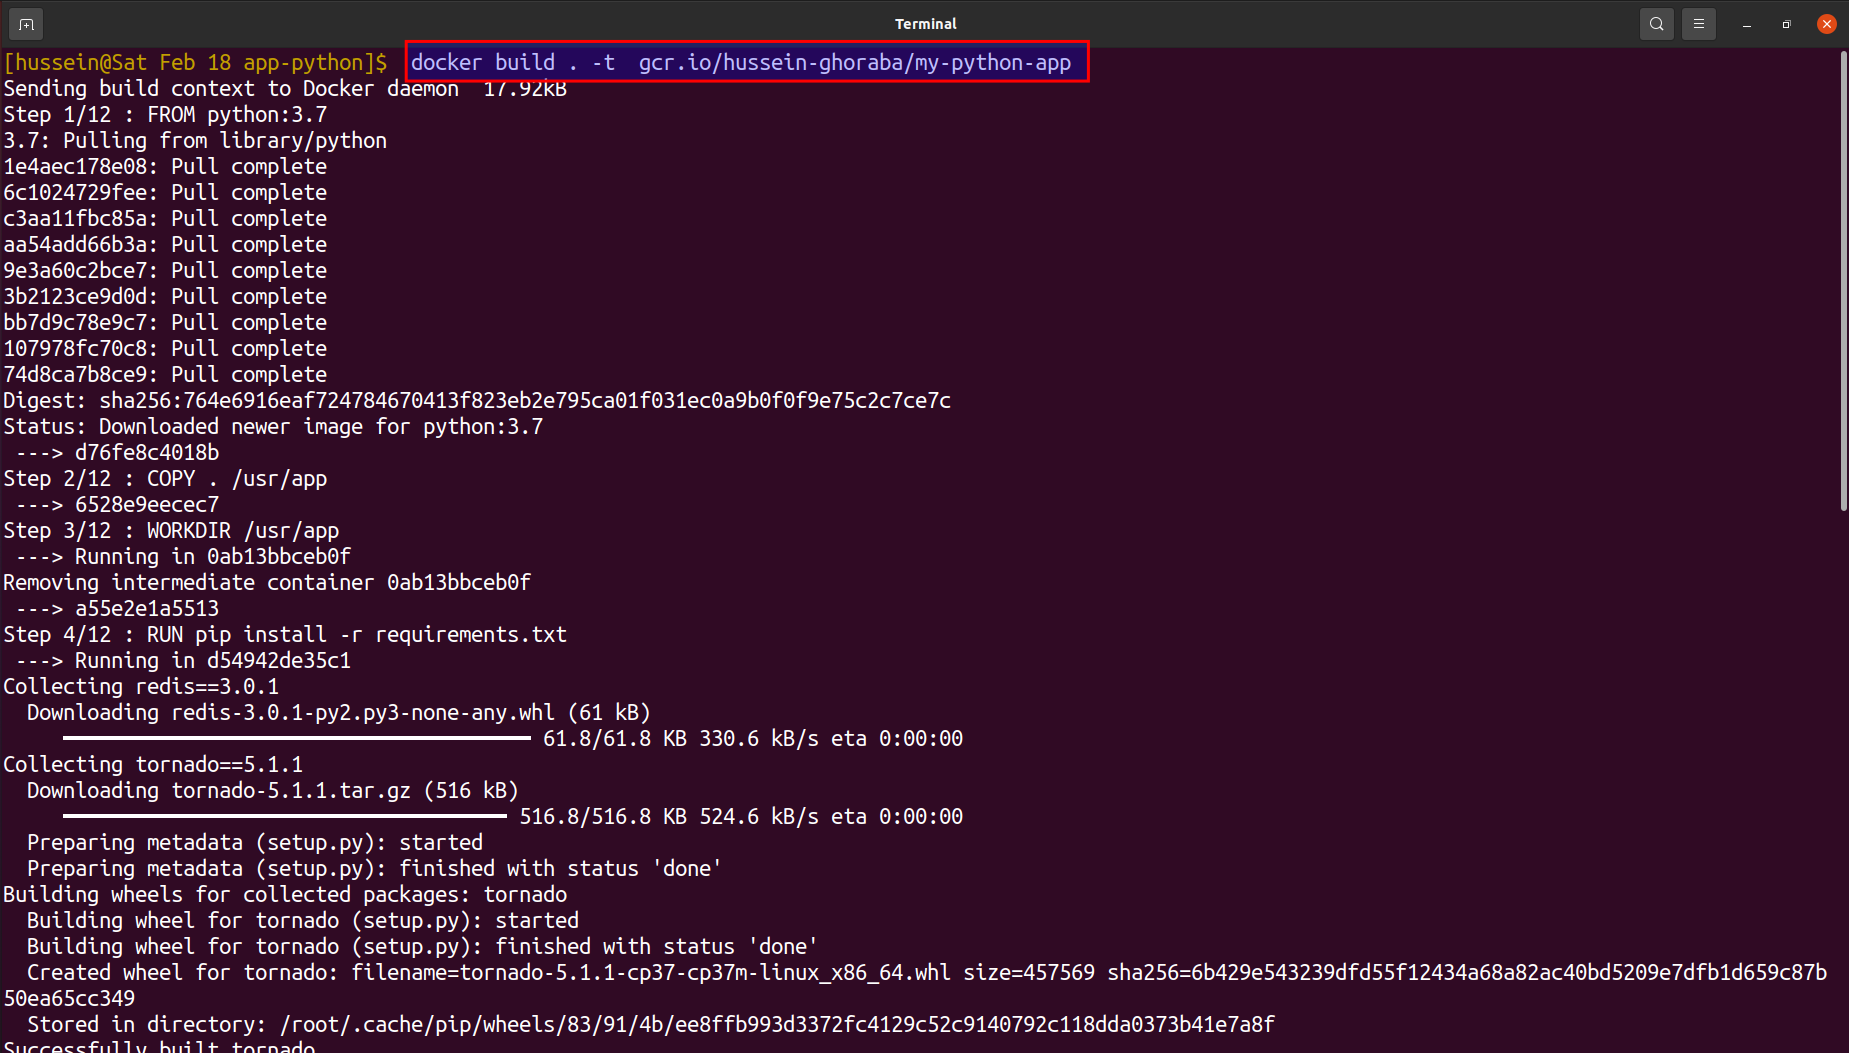 Terminal
[hussein@Sat Feb 18 app-python]$  docker build . -t  gcr.io/hussein-ghoraba/my-python-app
Sending build context to Docker daemon  17.92kB
Step 1/12 : FROM python:3.7
3.7: Pulling from library/python
1e4aec178e08: Pull complete
6c1024729fee: Pull complete
c3aa11fbc85a: Pull complete
aa54add66b3a: Pull complete
9e3a60c2bce7: Pull complete
3b2123ce9d0d: Pull complete
bb7d9c78e9c7: Pull complete
107978fc70c8: Pull complete
74d8ca7b8ce9: Pull complete
Digest: sha256:764e6916eaf724784670413f823eb2e795ca01f031ec0a9b0f0f9e75c2c7ce7c
Status: Downloaded newer image for python:3.7
 ---> d76fe8c4018b
Step 2/12 : COPY . /usr/app
 ---> 6528e9eecec7
Step 3/12 : WORKDIR /usr/app
 ---> Running in 0ab13bbceb0f
Removing intermediate container 0ab13bbceb0f
 ---> a55e2e1a5513
Step 4/12 : RUN pip install -r requirements.txt
 ---> Running in d54942de35c1
Collecting redis==3.0.1
  Downloading redis-3.0.1-py2.py3-none-any.whl (61 kB)
61.8/61.8 KB 330.6 kB/s eta 0:00:00
Collecting tornado==5.1.1
  Downloading tornado-5.1.1.tar.gz (516 kB)
516.8/516.8 KB 524.6 kB/s eta 0:00:00
  Preparing metadata (setup.py): started
  Preparing metadata (setup.py): finished with status 'done'
Building wheels for collected packages: tornado
  Building wheel for tornado (setup.py): started
  Building wheel for tornado (setup.py): finished with status 'done'
  Created wheel for tornado: filename=tornado-5.1.1-cp37-cp37m-linux_x86_64.whl size=457569 sha256=6b429e543239dfd55f12434a68a82ac40bd5209e7dfb1d659c87b
50ea65cc349
  Stored in directory: /root/.cache/pip/wheels/83/91/4b/ee8ffb993d3372fc4129c52c9140792c118dda0373b41e7a8f
Successfully built tornado